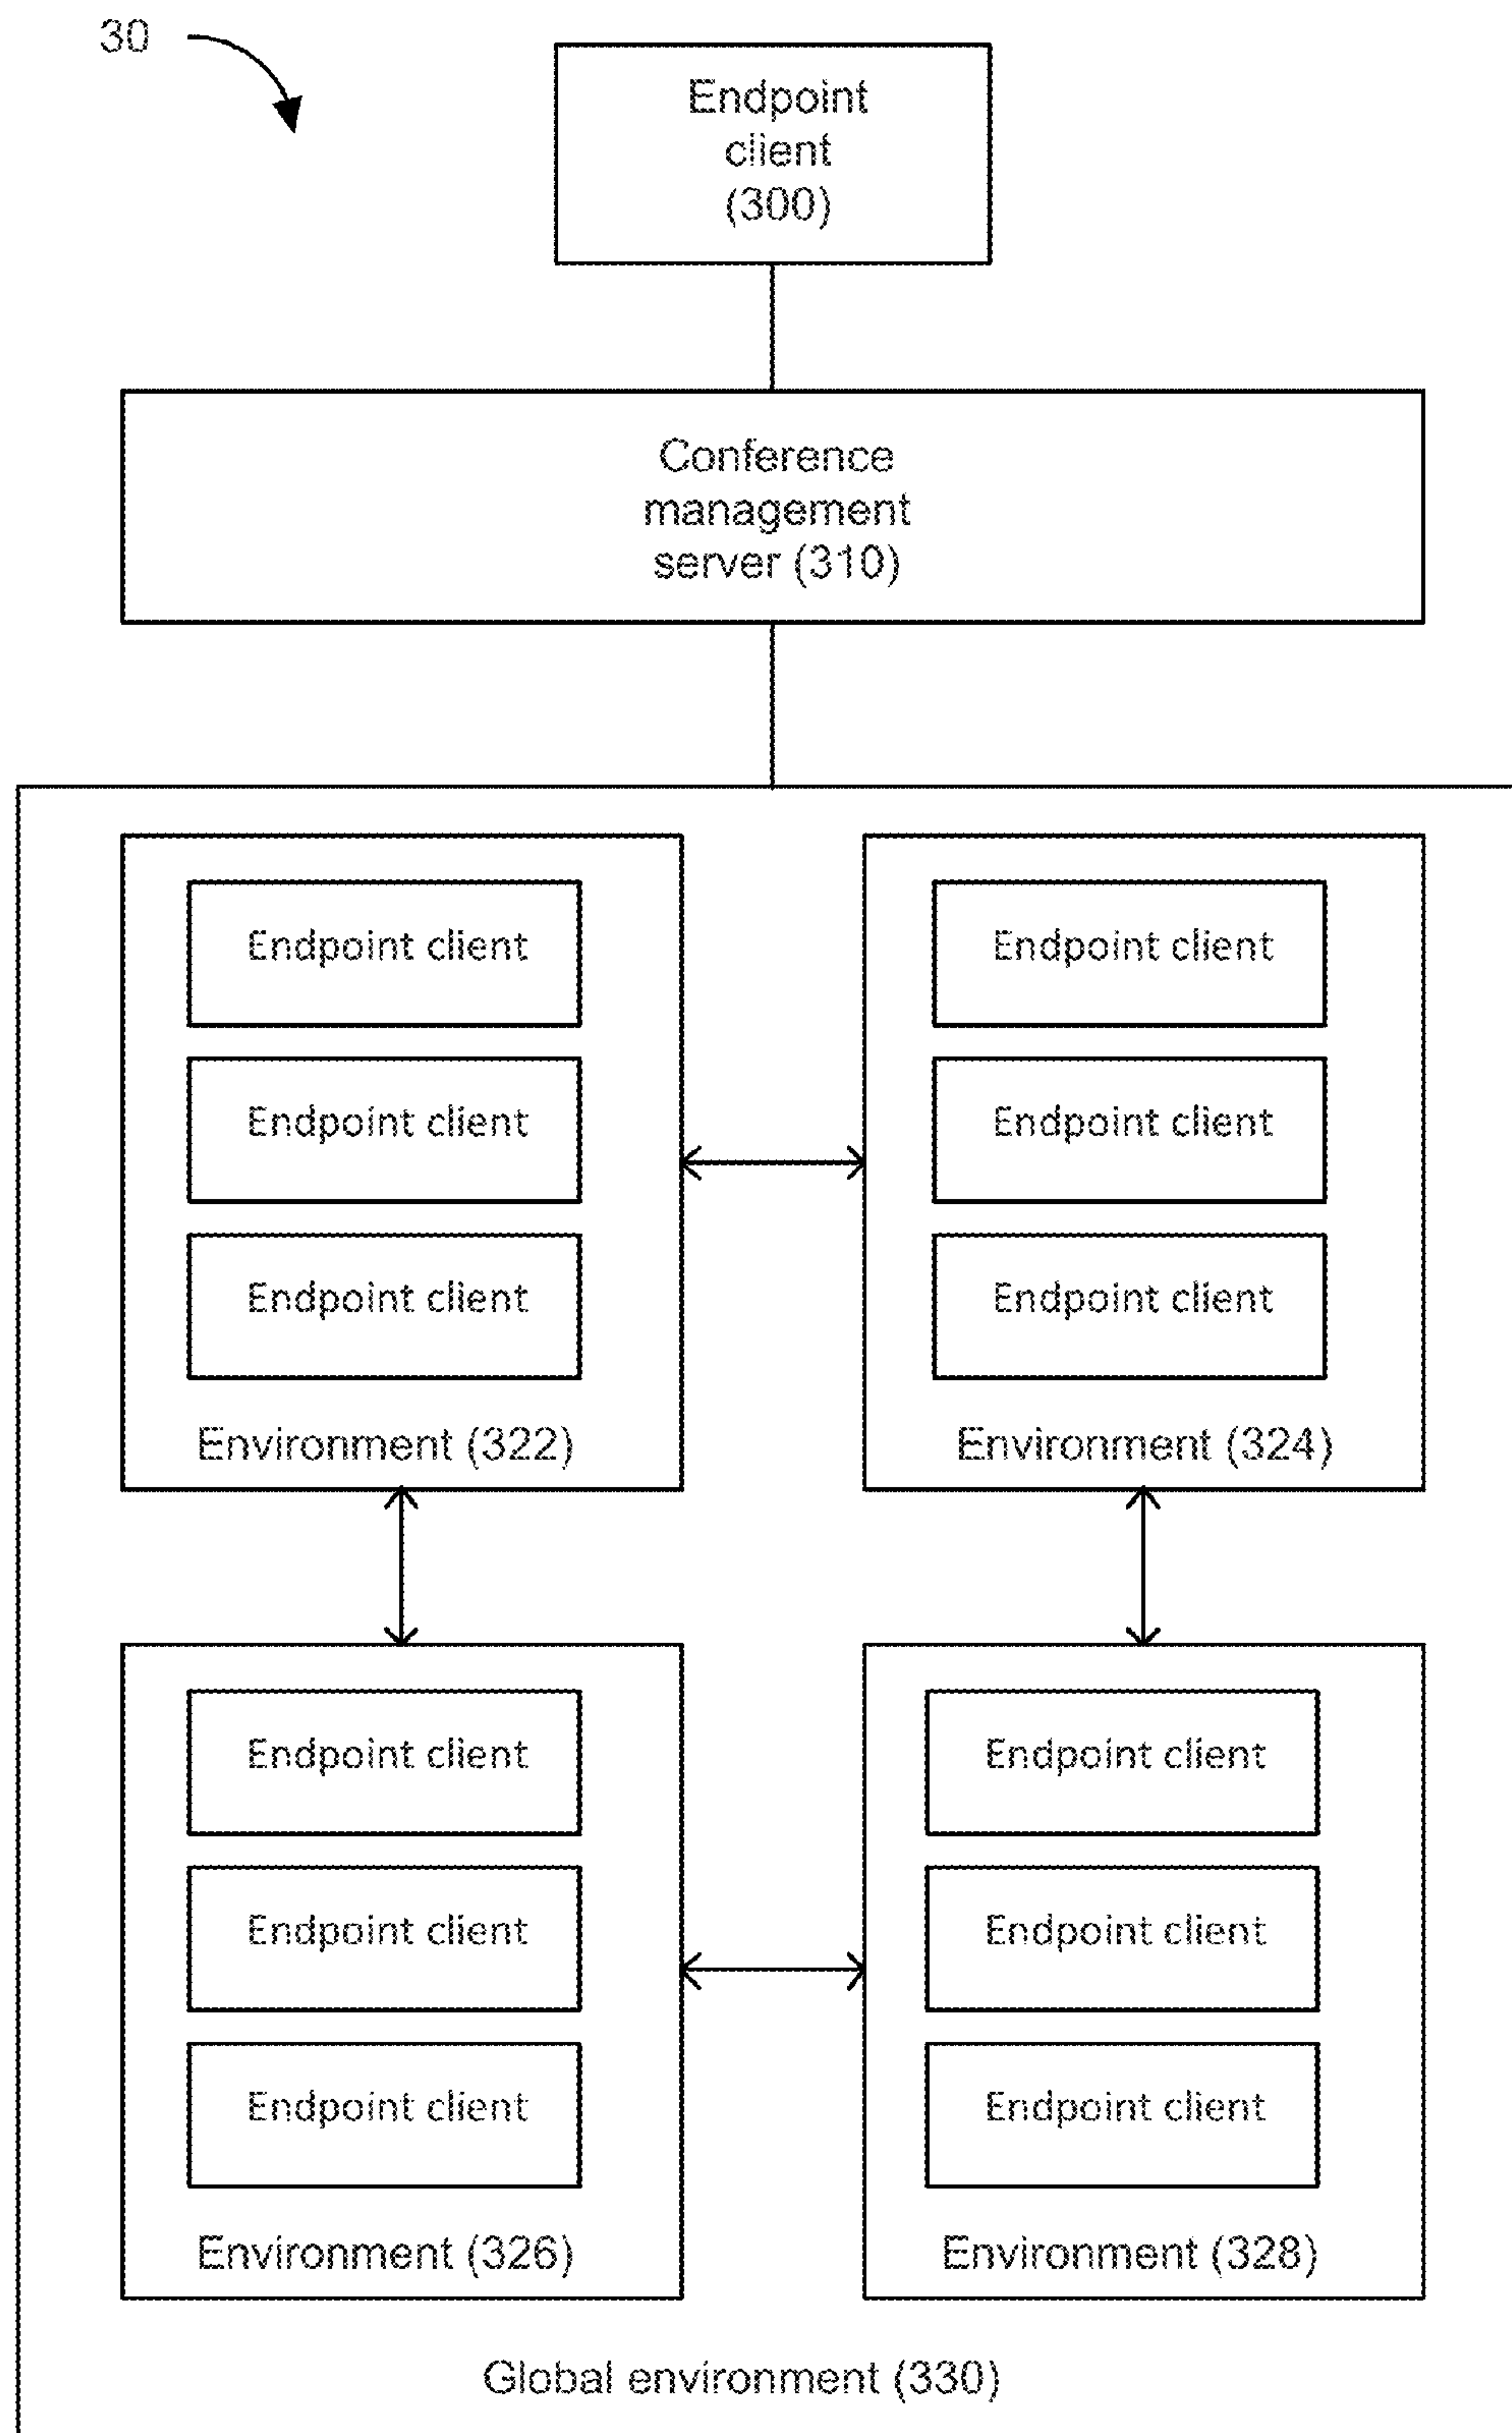 30
Endpoint
client
(300)
Conference
management
server (310)
Endpoint client
Endpoint client
Endpoint client
Environment (322)
Endpoint client
Endpoint client
Endpoint client
Environment (324)
Endpoint client
Endpoint client
Endpoint client
Environment (326)
Endpoint client
Endpoint client
Endpoint client
Environment (328)
Global environment (330)